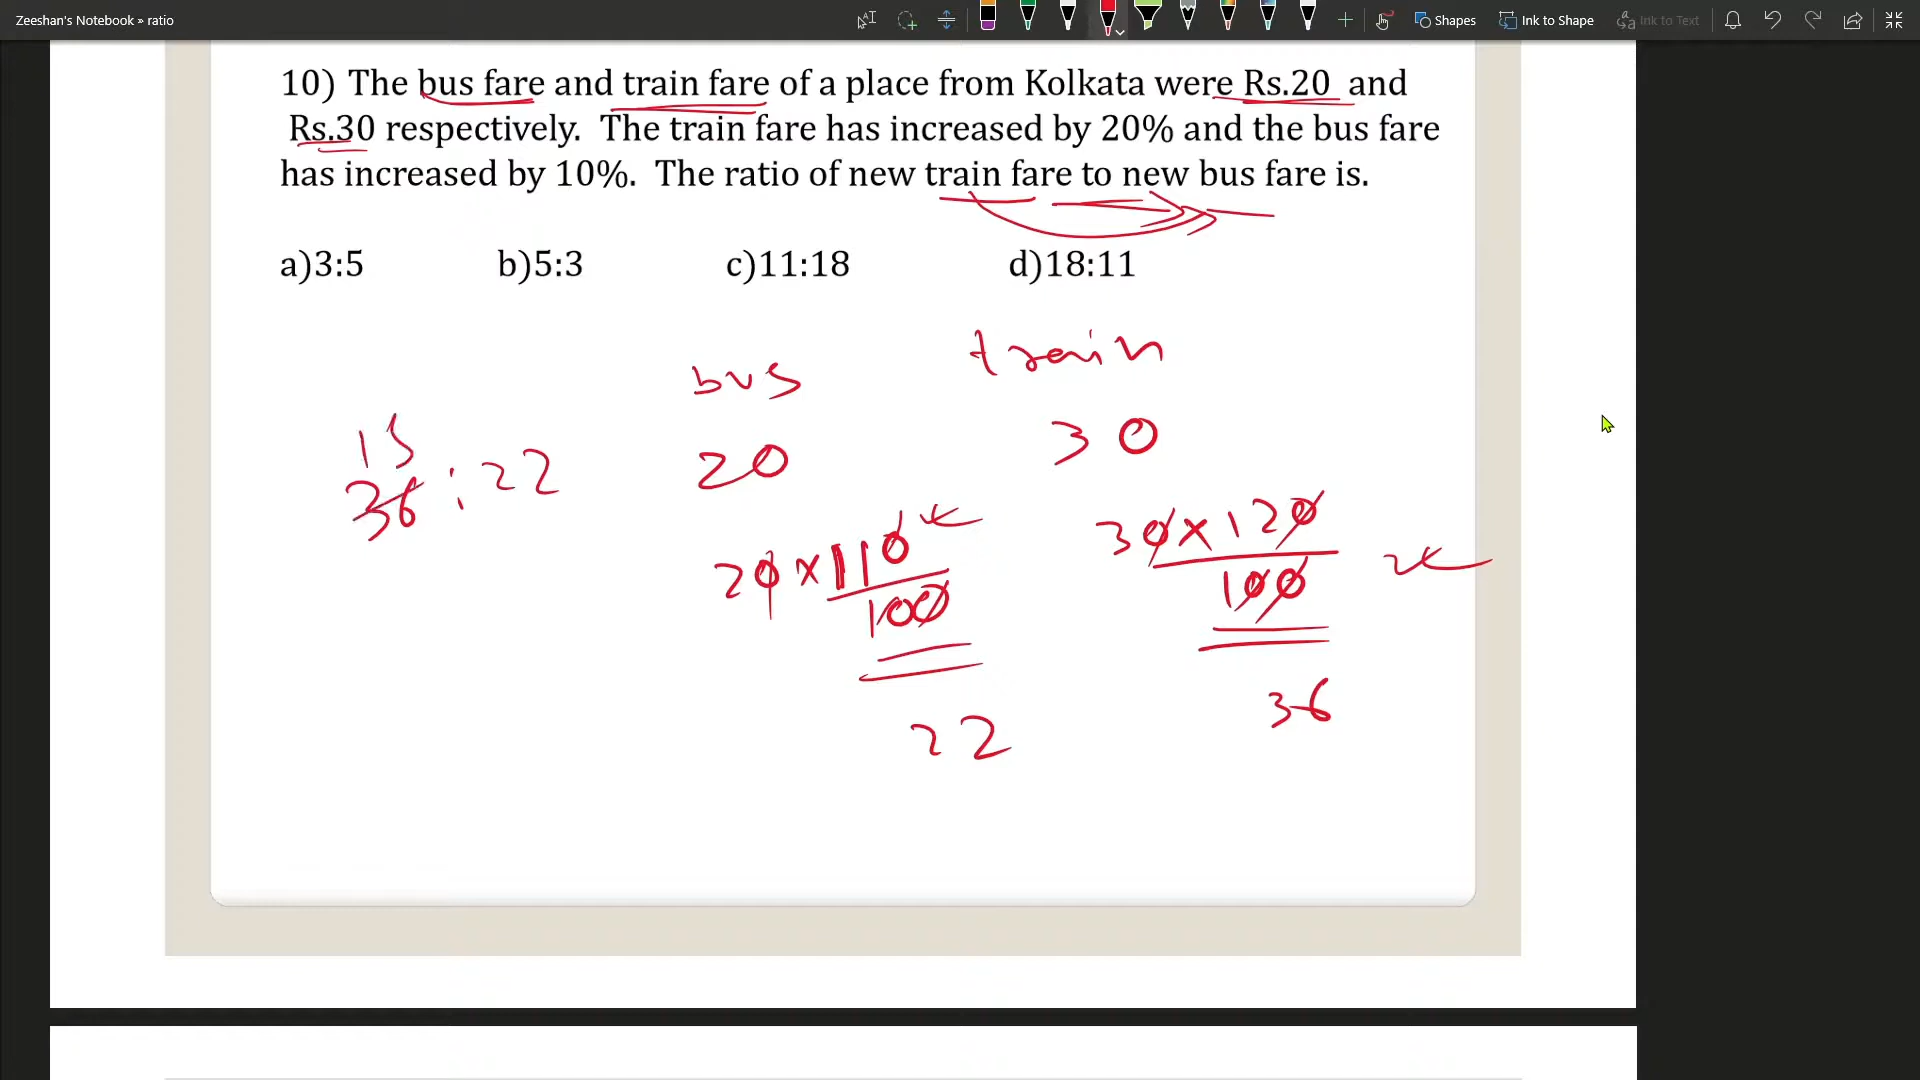 Zeeshan's Notebook » ratio
Shapes
Ink to Shape
Ink to Text
10) The bus fare and train fare of a place from Kolkata were Rs.20 and
Rs.30 respectively. The train fare has increased by 20% and the bus fare
has increased by 10%. The ratio of new train fare to new bus fare is.
a)3:5 b)5:3 c)11:18 d)18:11
bus train
20 30
36 : 22
20 × 110 30 × 120
100 100
22 36